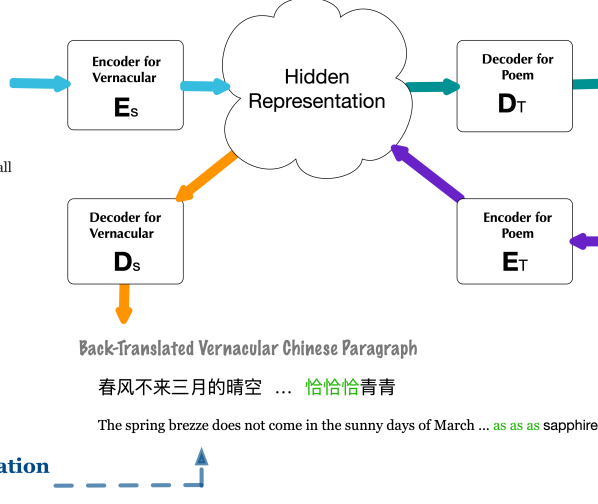 Encoder for
Vernacular
Es
Hidden
Representation
Decoder for
Poem
DT
all
Decoder for
Vernacular
Ds
Encoder for
Poem
ET
Back-Translated Vernacular Chinese Paragraph
春风不来三月的晴空 ... 恰恰恰青青
The spring brezze does not come in the sunny days of March ... as as as sapphire
ation